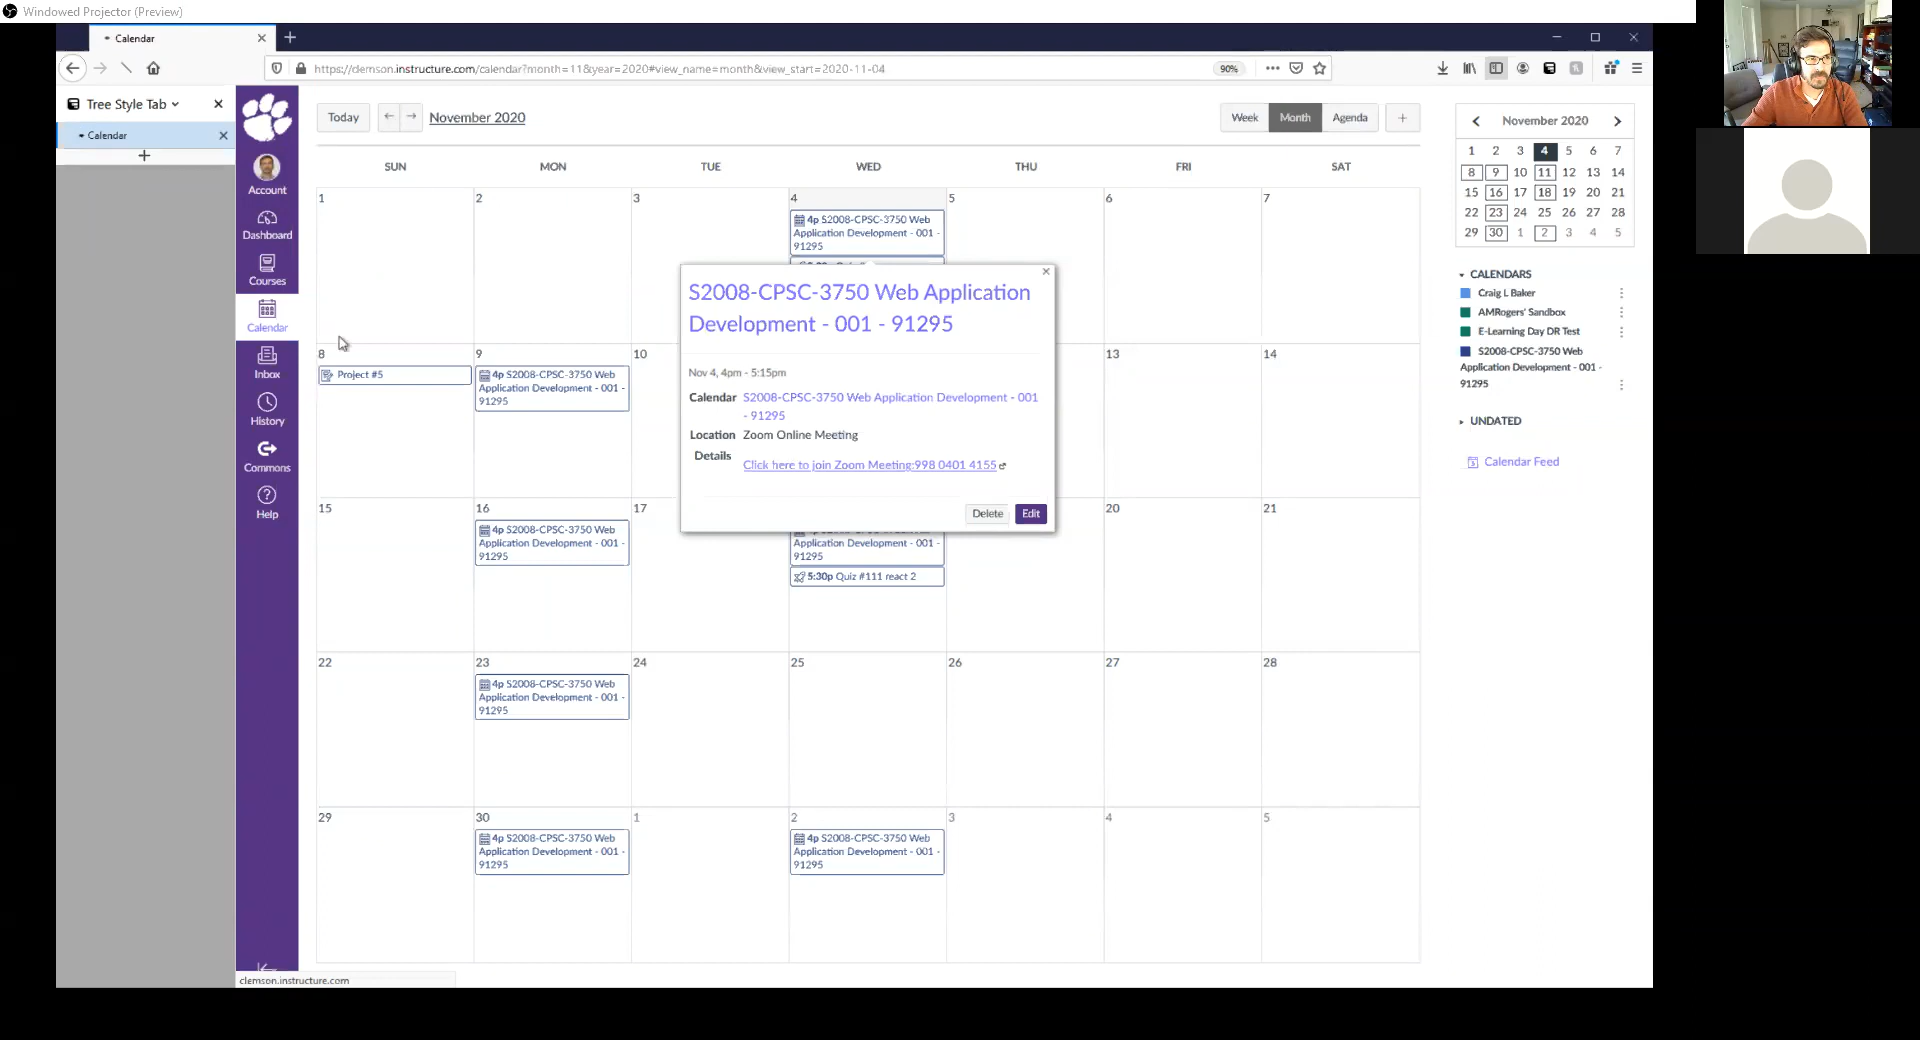 Windowed Projector (Preview)
Calendar
https://clemson.instructure.com/calendar?month=11&year=2020#view_name=month&view_start=2020-11-04
90%
Tree Style Tab
Calendar
Account
Dashboard
Courses
Calendar
Inbox
History
Commons
Help
Today
November 2020
Week
Month
Agenda
SUN MON TUE WED THU FRI SAT
1 2 3 4 5 6 7
4p S2008-CPSC-3750 Web
Application Development - 001 -
91295
S2008-CPSC-3750 Web Application
Development - 001 - 91295
Nov 4, 4pm - 5:15pm
Calendar S2008-CPSC-3750 Web Application Development - 001
- 91295
Location Zoom Online Meeting
Details
Click here to join Zoom Meeting:998 0401 4155
Delete
Edit
8 9 10 13 14
Project #5
4p S2008-CPSC-3750 Web
Application Development - 001 -
91295
15 16 17 20 21
4p S2008-CPSC-3750 Web
Application Development - 001 -
91295
Application Development - 001 -
91295
5:30p Quiz #111 react 2
22 23 24 25 26 27 28
4p S2008-CPSC-3750 Web
Application Development - 001 -
91295
29 30 1 2 3 4 5
4p S2008-CPSC-3750 Web
Application Development - 001 -
91295
4p S2008-CPSC-3750 Web
Application Development - 001 -
91295
November 2020
1 2 3 4 5 6 7
8 9 10 11 12 13 14
15 16 17 18 19 20 21
22 23 24 25 26 27 28
29 30 1 2 3 4 5
CALENDARS
Craig L Baker
AMRogers' Sandbox
E-Learning Day DR Test
S2008-CPSC-3750 Web
Application Development - 001 -
91295
UNDATED
Calendar Feed
clemson.instructure.com